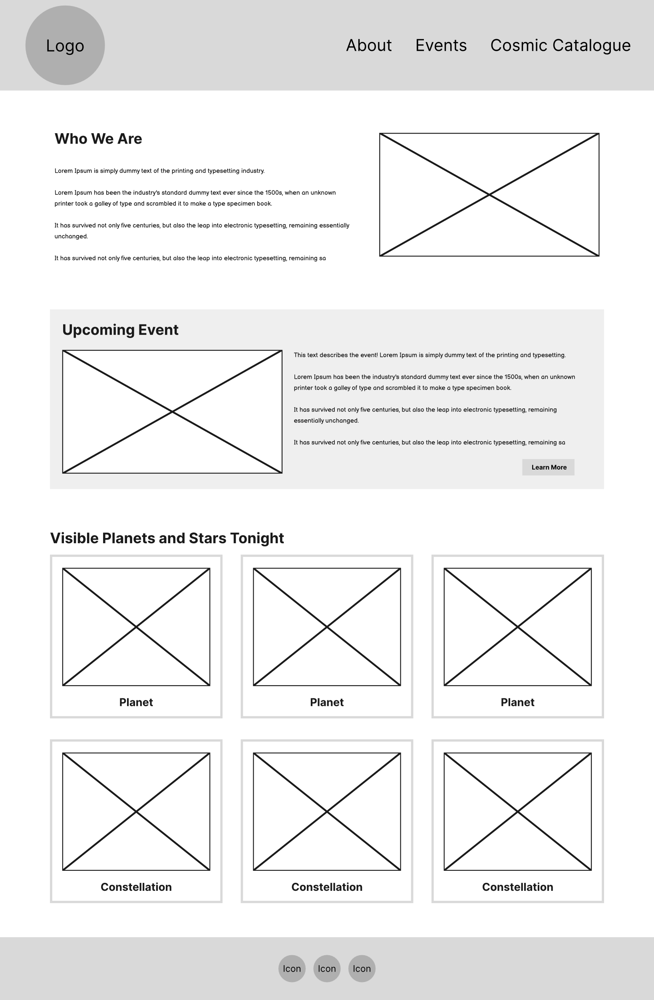 Logo
About Events Cosmic Catalogue
Who We Are
Lorem Ipsum is simply dummy text of the printing and typesetting industry.
Lorem Ipsum has been the industry's standard dummy text ever since the 1500s, when an unknown
printer took a galley of type and scrambled it to make a type specimen book.
It has survived not only five centuries, but also the leap into electronic typesetting, remaining essentially
unchanged.
It has survived not only five centuries, but also the leap into electronic typesetting, remaining sa
Upcoming Event
This text describes the event! Lorem Ipsum is simply dummy text of the printing and typesetting.
Lorem Ipsum has been the industry's standard dummy text ever since the 1500s, when an unknown
printer took a galley of type and scrambled it to make a type specimen book.
It has survived not only five centuries, but also the leap into electronic typesetting, remaining
essentially unchanged.
It has survived not only five centuries, but also the leap into electronic typesetting, remaining sa
Learn More
Visible Planets and Stars Tonight
Planet Planet Planet
Constellation Constellation Constellation
Icon Icon Icon